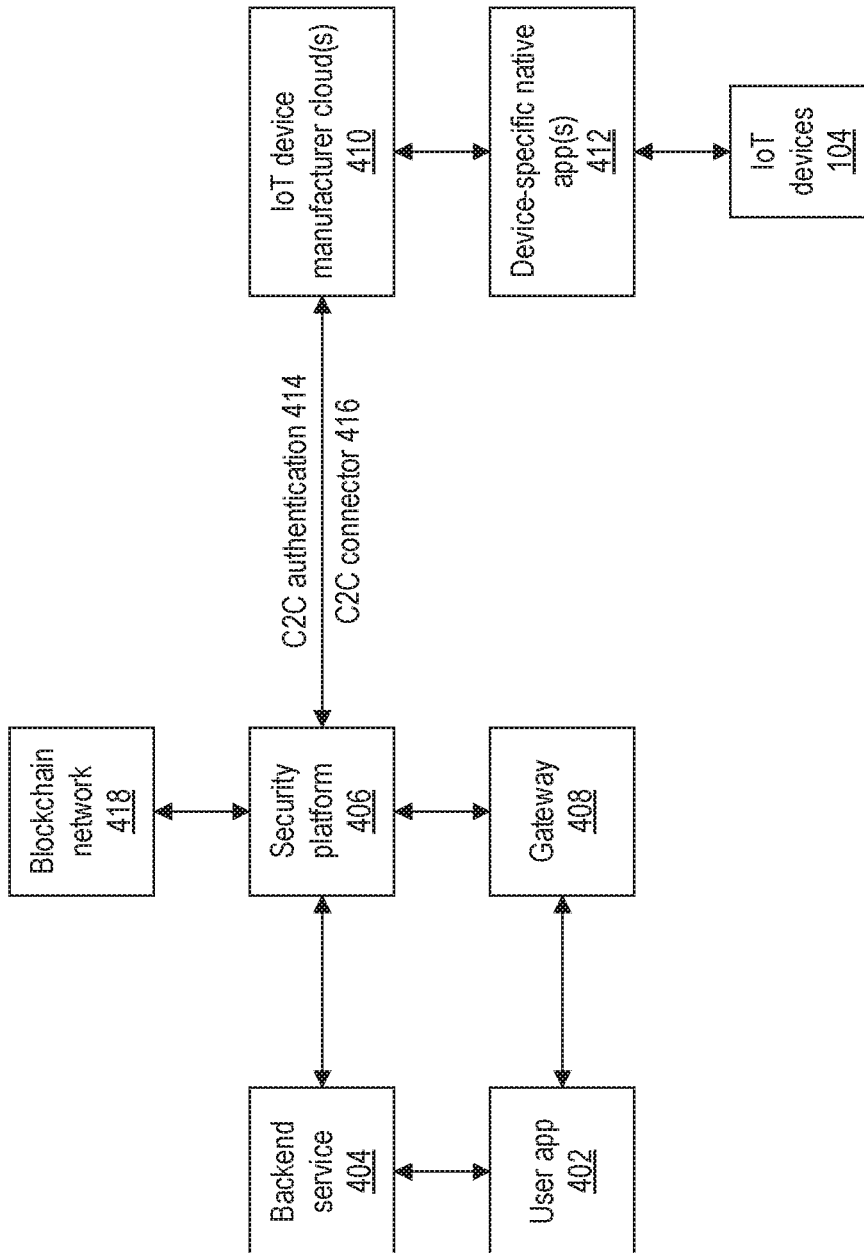 Blockchain
network
418
Backend
service
404
Security
platform
406
C2C authentication 414
C2C connector 416
IoT device
manufacturer cloud(s)
410
User app
402
Gateway
408
Device-specific native
app(s)
412
IoT
devices
104